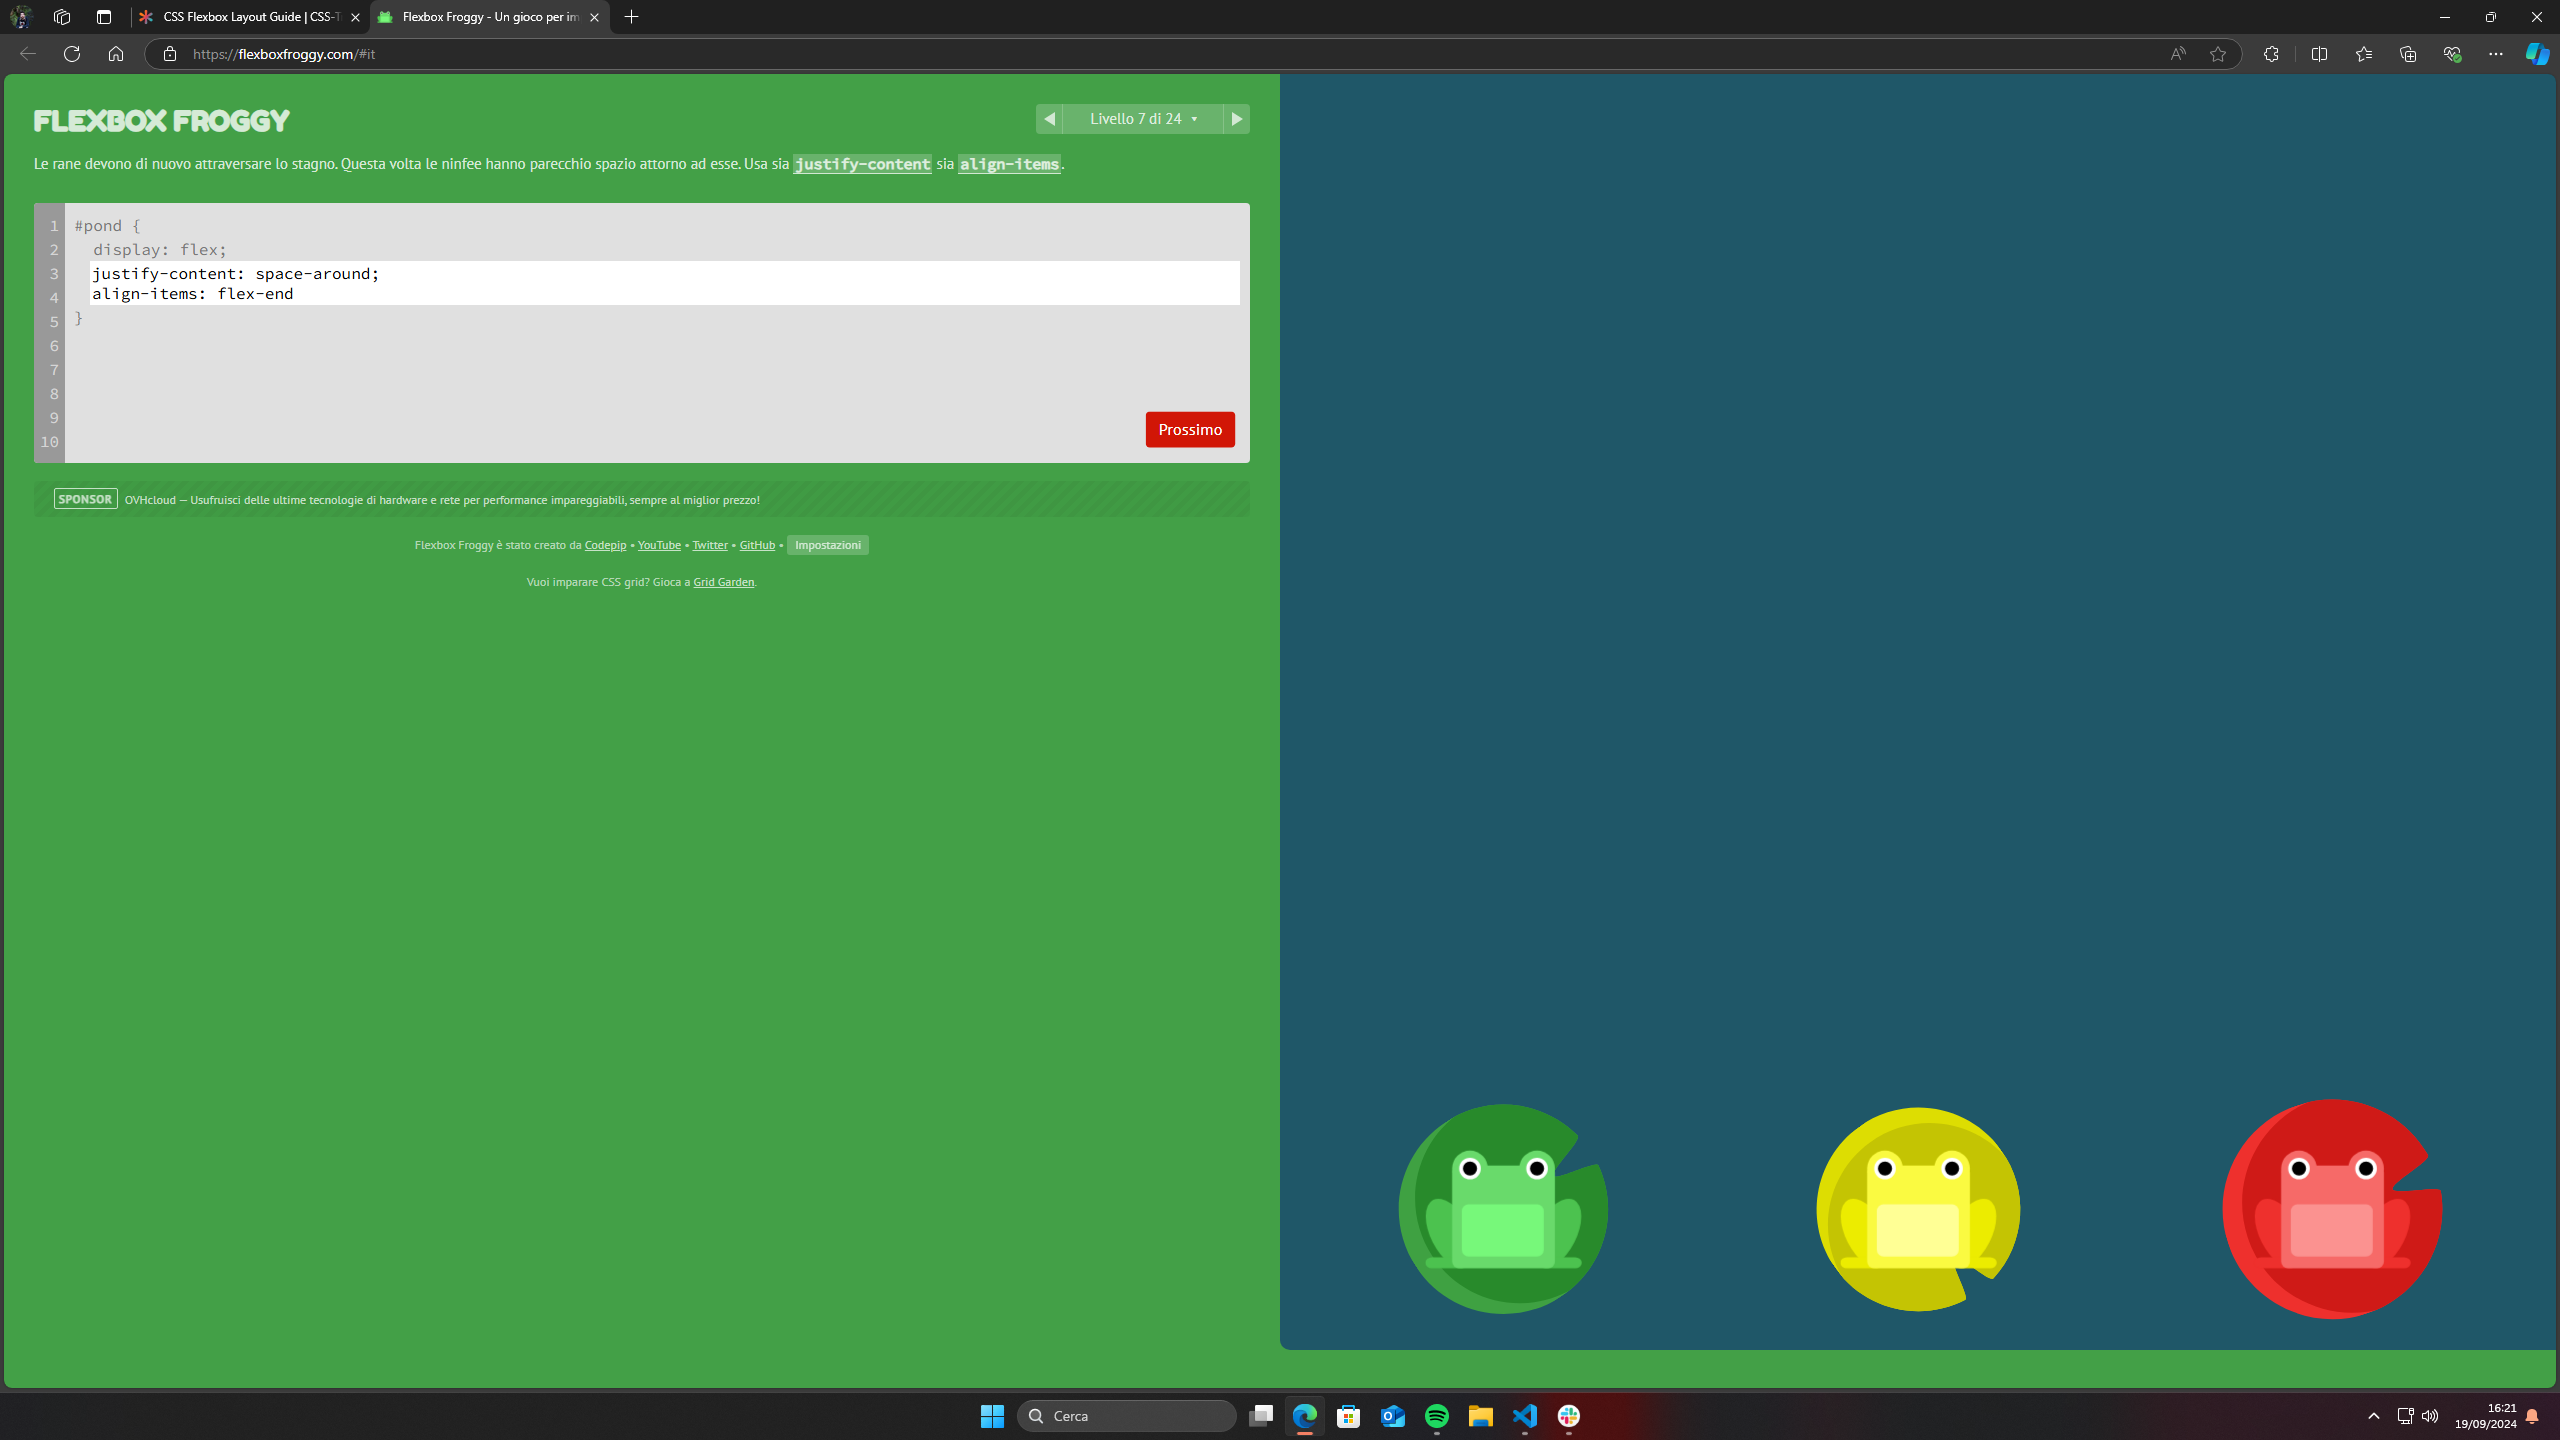 CSS Flexbox Layout Guide | CSS-T
Flexbox Froggy - Un gioco per im
https://flexboxfroggy.com/#it
FLEXBOX FROGGY
Livello 7 di 24
Le rane devono di nuovo attraversare lo stagno. Questa volta le ninfee hanno parecchio spazio attorno ad esse. Usa sia justify-content sia align-items.
1 #pond {
2 display: flex;
3 justify-content: space-around;
4 align-items: flex-end
5 }
6
7
8
9
10
Prossimo
SPONSOR OVHcloud — Usufruisci delle ultime tecnologie di hardware e rete per performance impareggiabili, sempre al miglior prezzo!
Flexbox Froggy è stato creato da Codepip • YouTube • Twitter • GitHub • Impostazioni
Vuoi imparare CSS grid? Gioca a Grid Garden.
Cerca
16:21
19/09/2024